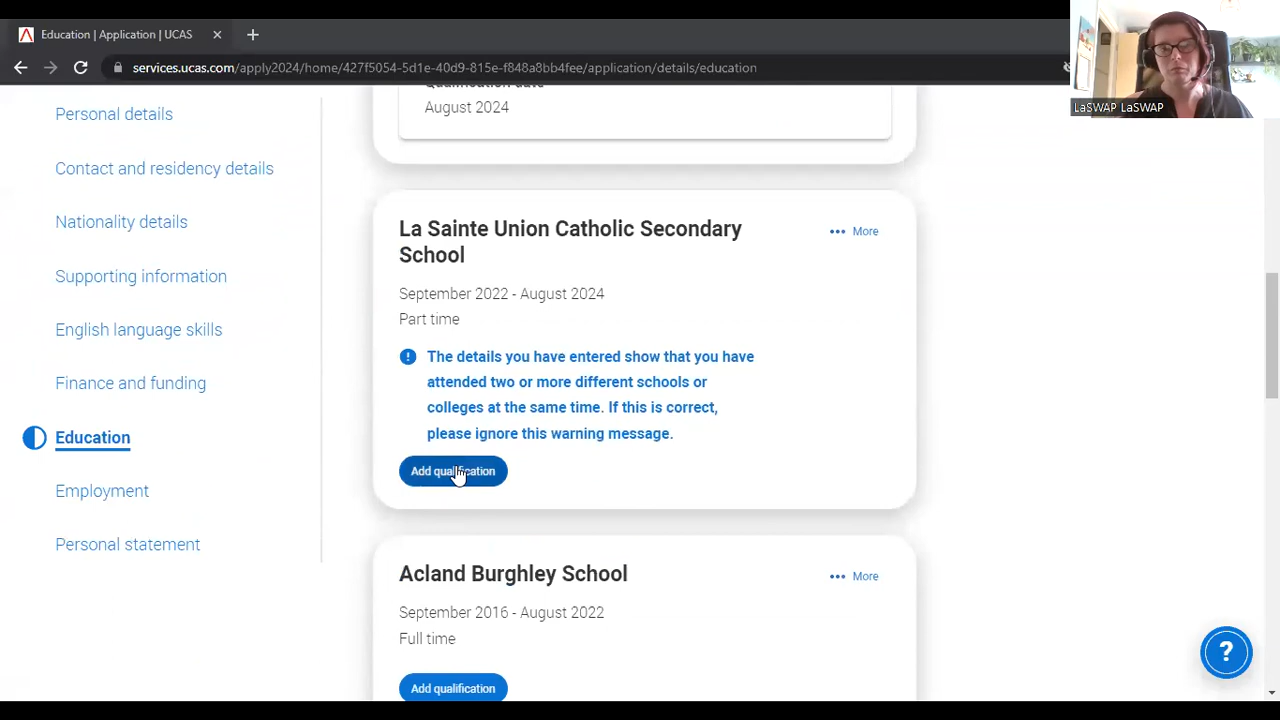 Education | Application | UCAS
services.ucas.com/apply2024/home/427f5054-5d1e-40d9-815e-f848a8bb4fee/application/details/education
LaSWAP LaSWAP
Personal details
Contact and residency details
Nationality details
Supporting information
English language skills
Finance and funding
Education
Employment
Personal statement
Qualification date
August 2024
La Sainte Union Catholic Secondary
School
More
September 2022 - August 2024
Part time
The details you have entered show that you have
attended two or more different schools or
colleges at the same time. If this is correct,
please ignore this warning message.
Add qualification
Acland Burghley School
More
September 2016 - August 2022
Full time
Add qualification
?